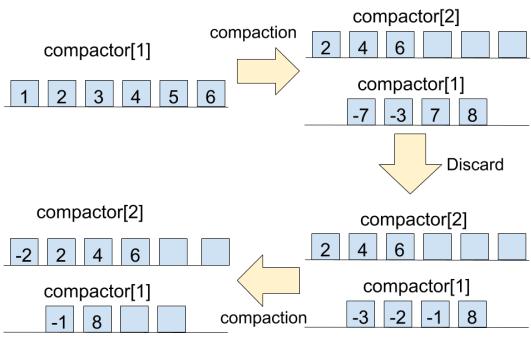 compactor[1]
1 2 3 4 5 6
compaction
compactor[2]
2 4 6
compactor[1]
-7 -3 7 8
Discard
compactor[2]
2 4 6
compactor[1]
-3 -2 -1 8
compaction
compactor[2]
-2 2 4 6
compactor[1]
-1 8